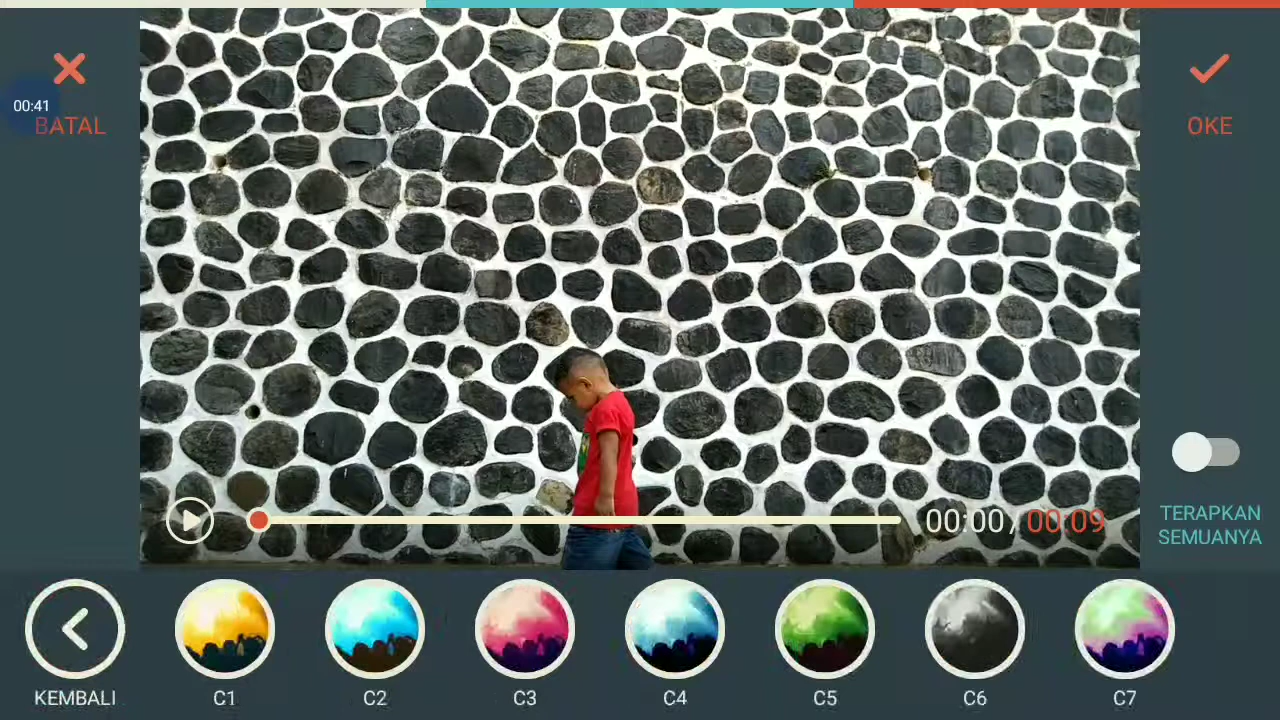 00:41
BATAL
OKE
00:00 / 00:09
TERAPKAN
SEMUANYA
KEMBALI
C1
C2
C3
C4
C5
C6
C7